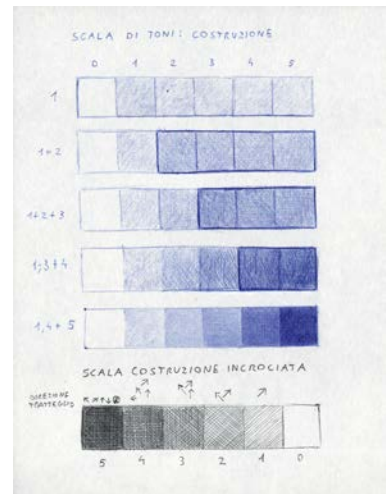 SCALA DI TONI: COSTRUZIONE
0 1 2 3 4 5
1
1+2
1+2+3
1;3+4
1,4+5
SCALA COSTRUZIONE INCROCIATA
DIREZIONE
TRATTEGGIO
5 4 3 2 1 0